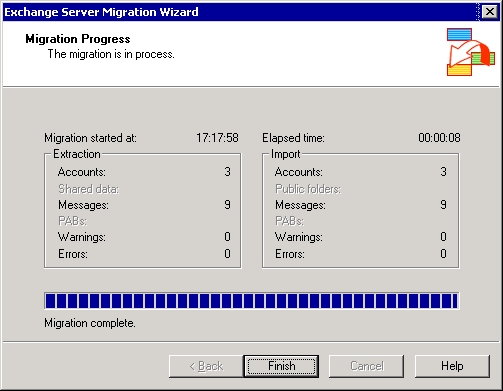 Exchange Server Migration Wizard
Migration Progress
The migration is in process.
Migration started at: 17:17:58 Elapsed time: 00:00:08
Extraction Import
Accounts: 3 Accounts: 3
Shared data: Public folders:
Messages: 9 Messages: 9
PABs: PABs:
Warnings: 0 Warnings: 0
Errors: 0 Errors: 0
Migration complete.
< Back Finish Cancel Help